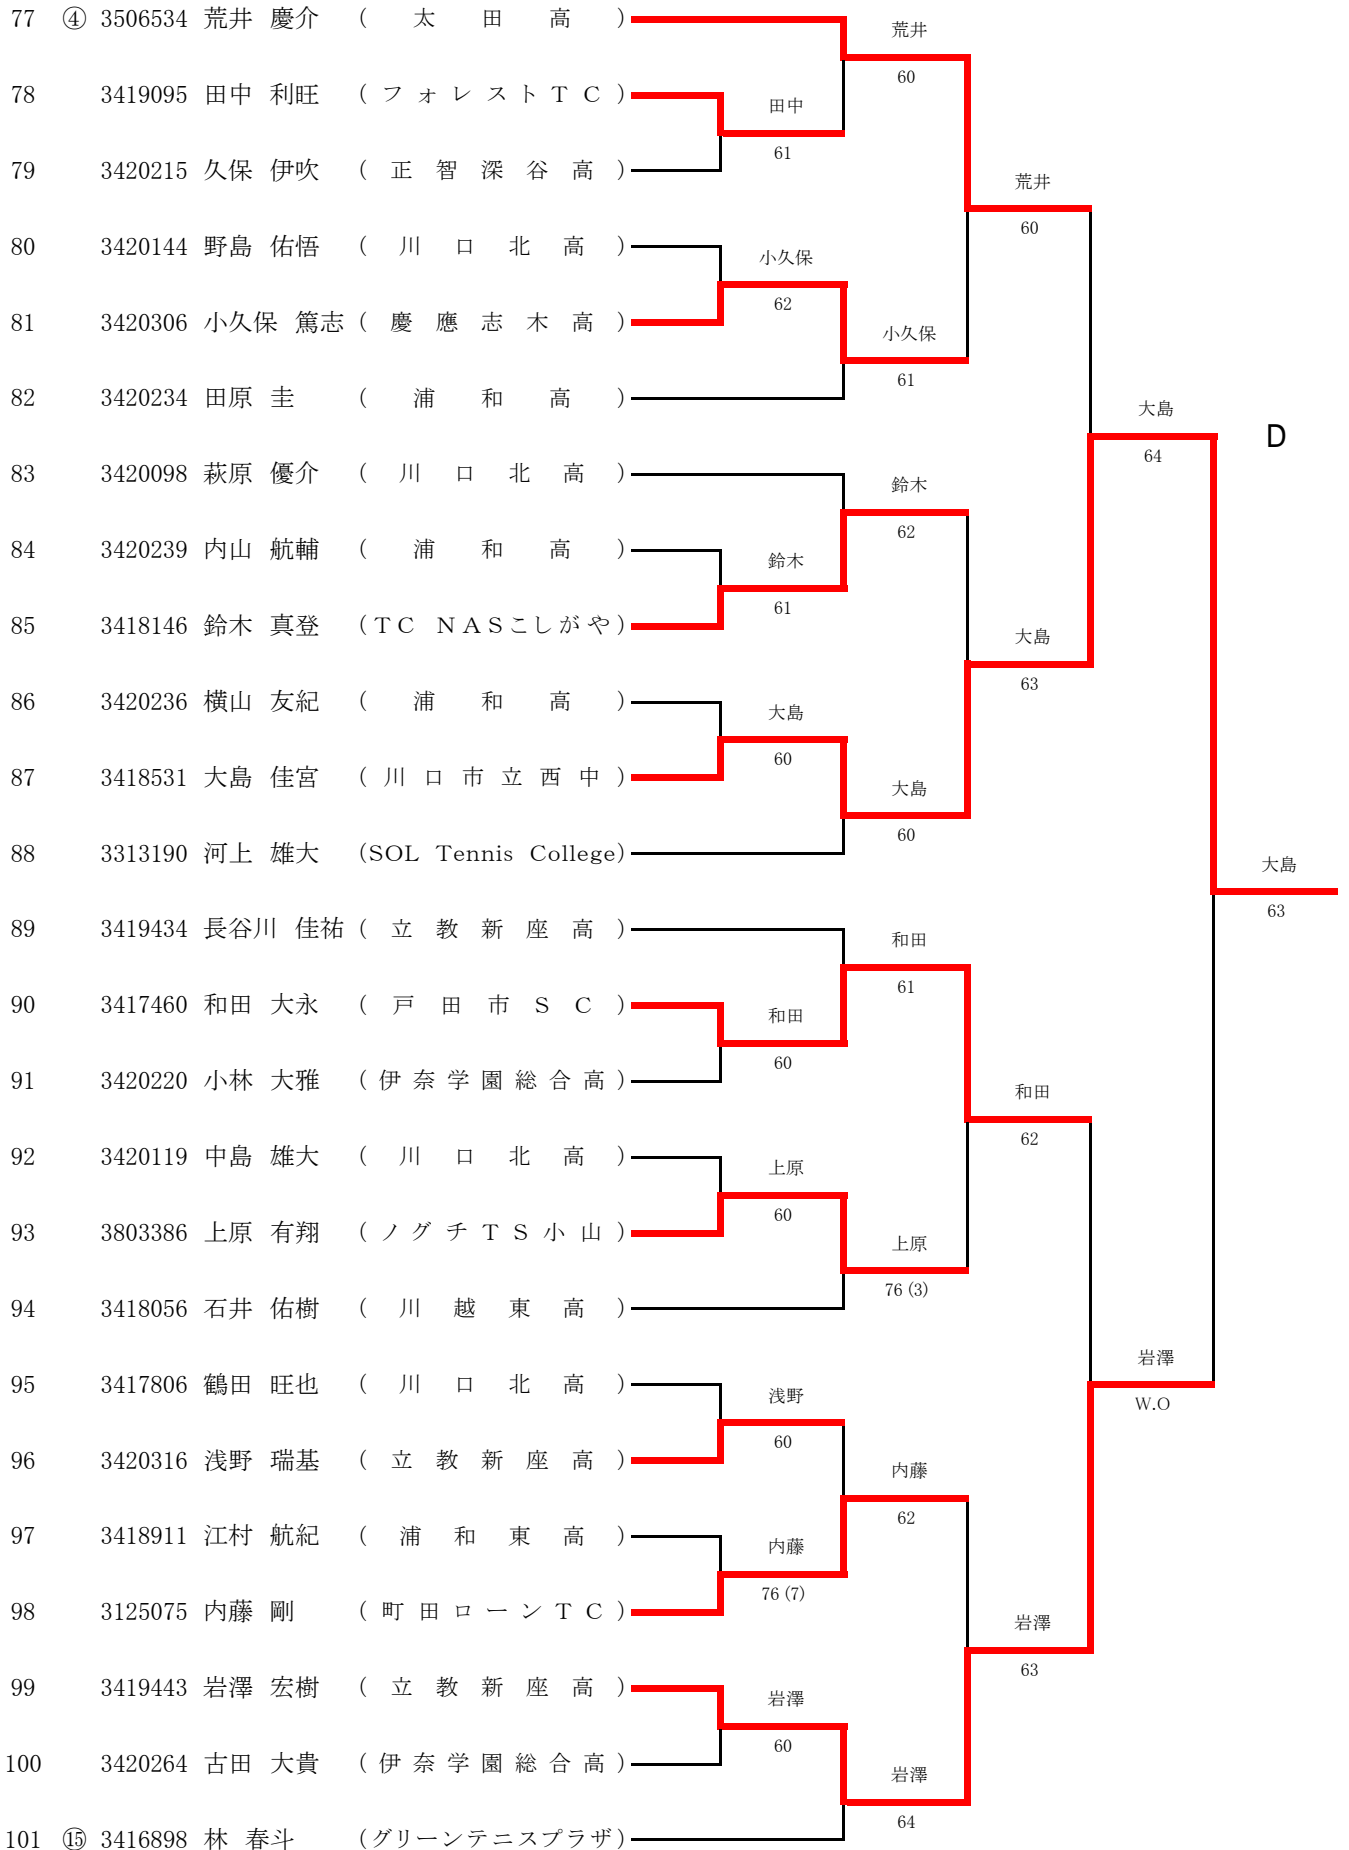 77 ④ 3506534 荒井 慶介 ( 太 田 高 )
荒井
60
78 3419095 田中 利旺 ( フ ォ レ ス ト T C )
田中
61
79 3420215 久保 伊吹 ( 正 智 深 谷 高 )
荒井
60
80 3420144 野島 佑悟 ( 川 口 北 高 )
小久保
62
81 3420306 小久保 篤志 ( 慶 應 志 木 高 )
小久保
61
82 3420234 田原 圭 ( 浦 和 高 )
大島
64
D
83 3420098 萩原 優介 ( 川 口 北 高 )
鈴木
62
84 3420239 内山 航輔 ( 浦 和 高 )
鈴木
61
85 3418146 鈴木 真登 (T C N A S こ し が や )
大島
63
86 3420236 横山 友紀 ( 浦 和 高 )
大島
60
87 3418531 大島 佳宮 ( 川 口 市 立 西 中 )
大島
60
88 3313190 河上 雄大 (SOL Tennis College)
大島
63
89 3419434 長谷川 佳祐 ( 立 教 新 座 高 )
和田
61
90 3417460 和田 大永 ( 戸 田 市 S C )
和田
60
91 3420220 小林 大雅 ( 伊 奈 学 園 総 合 高 )
和田
62
92 3420119 中島 雄大 ( 川 口 北 高 )
上原
60
93 3803386 上原 有翔 ( ノ グ チ T S 小 山 )
上原
76 (3)
94 3418056 石井 佑樹 ( 川 越 東 高 )
岩澤
W.O
95 3417806 鶴田 旺也 ( 川 口 北 高 )
浅野
60
96 3420316 浅野 瑞基 ( 立 教 新 座 高 )
内藤
62
97 3418911 江村 航紀 ( 浦 和 東 高 )
内藤
76 (7)
98 3125075 内藤 剛 ( 町 田 ロ ー ン T C )
岩澤
63
99 3419443 岩澤 宏樹 ( 立 教 新 座 高 )
岩澤
60
100 3420264 古田 大貴 ( 伊 奈 学 園 総 合 高 )
岩澤
64
101 ⑮ 3416898 林 春斗 (グリーンテニスプラザ)